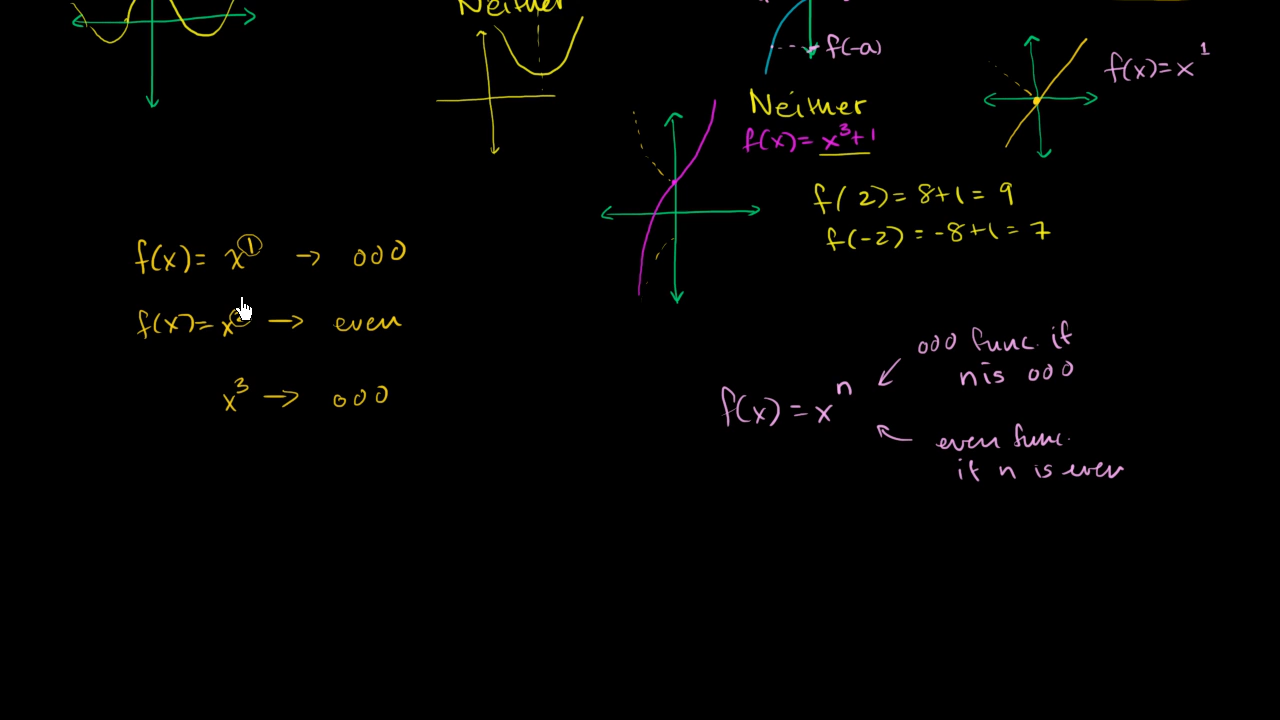 Neither
f(-a)
f(x)=x¹
Neither
f(x)= x³+1
f( 2)= 8+1= 9
f(-2)= -8+1= 7
f(x)= x¹ → odd
f(x)=x² → even
x³ → odd
odd func. if
n is odd
f(x)=xⁿ
even func.
if n is even